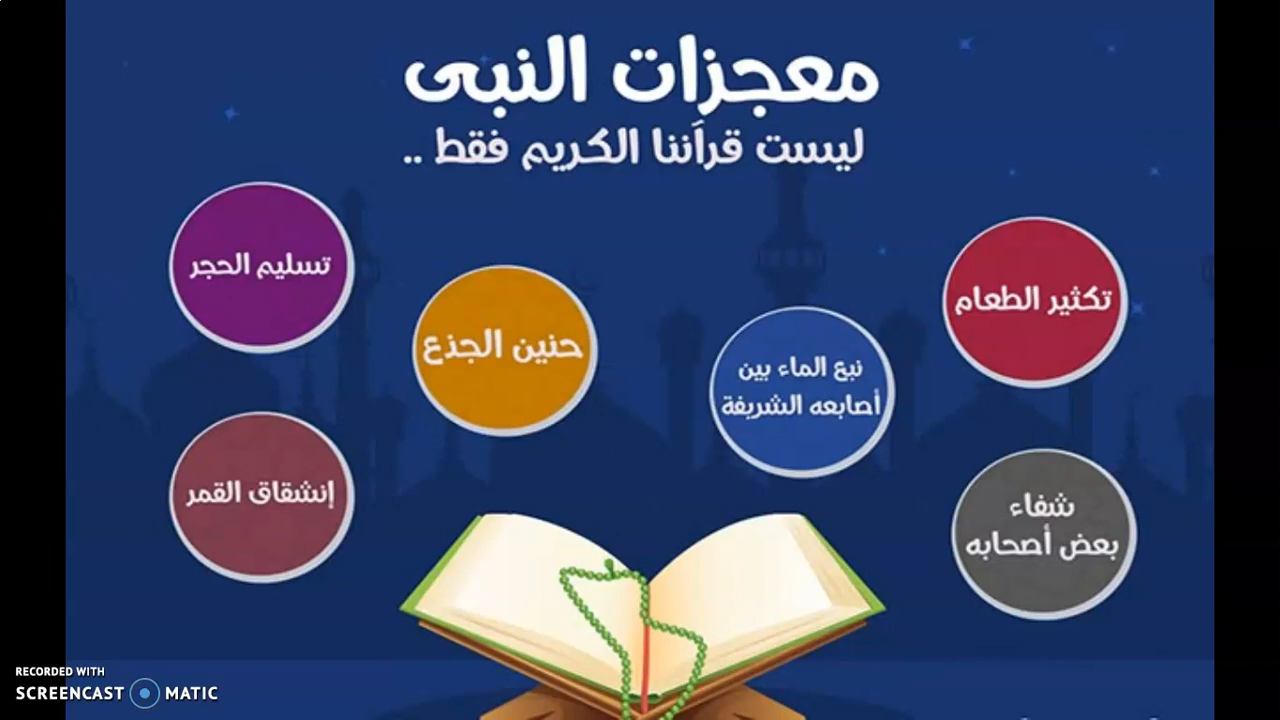 معجزات النبى
ليست قرآننا الكريم فقط ..
تكثير الطعام
نبع الماء بين
أصابعه الشريفة
حنين الجذع
تسليم الحجر
شفاء
بعض أصحابه
إنشقاق القمر
RECORDED WITH
SCREENCAST MATIC